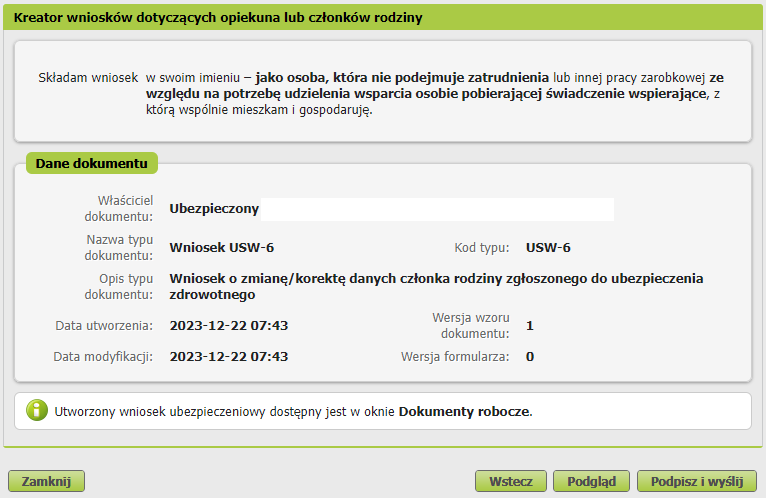 Kreator wniosków dotyczących opiekuna lub członków rodziny
Składam wniosek w swoim imieniu – jako osoba, która nie podejmuje zatrudnienia lub innej pracy zarobkowej ze
względu na potrzebę udzielenia wsparcia osobie pobierającej świadczenie wspierające, z
którą wspólnie mieszkam i gospodaruję.
Dane dokumentu
Właściciel
dokumentu:
Ubezpieczony
Nazwa typu
dokumentu:
Wniosek USW-6
Kod typu: USW-6
Opis typu
dokumentu:
Wniosek o zmianę/korektę danych członka rodziny zgłoszonego do ubezpieczenia
zdrowotnego
Data utworzenia: 2023-12-22 07:43
Wersja wzoru
dokumentu:
1
Data modyfikacji: 2023-12-22 07:43
Wersja formularza: 0
Utworzony wniosek ubezpieczeniowy dostępny jest w oknie Dokumenty robocze.
Zamknij
Wstecz
Podgląd
Podpisz i wyślij